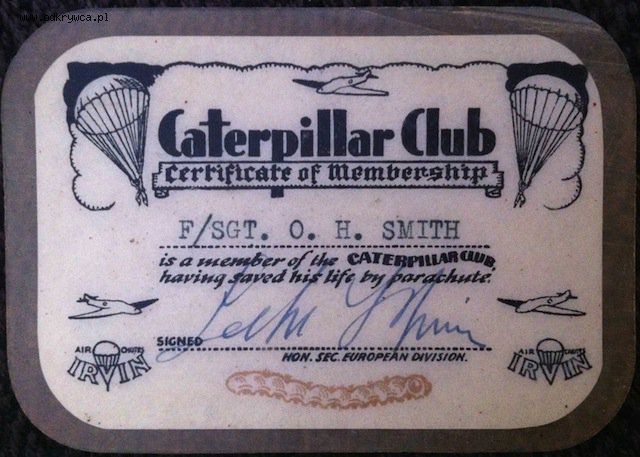 www.odkrywca.pl
Caterpillar Club
Certificate of Membership
F/SGT. O. H. SMITH
is a member of the CATERPILLAR CLUB,
having saved his life by parachute.
SIGNED
HON. SEC. EUROPEAN DIVISION.
AIR CHUTES
IRVIN
AIR CHUTES
IRVIN